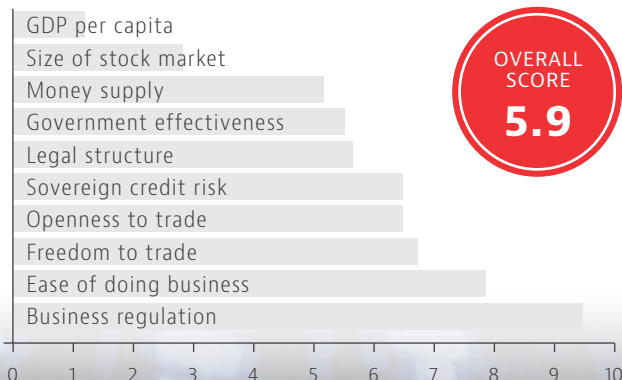 GDP per capita
Size of stock market
Money supply
Government effectiveness
Legal structure
Sovereign credit risk
Openness to trade
Freedom to trade
Ease of doing business
Business regulation
0 1 2 3 4 5 6 7 8 9 10
OVERALL
SCORE
5.9